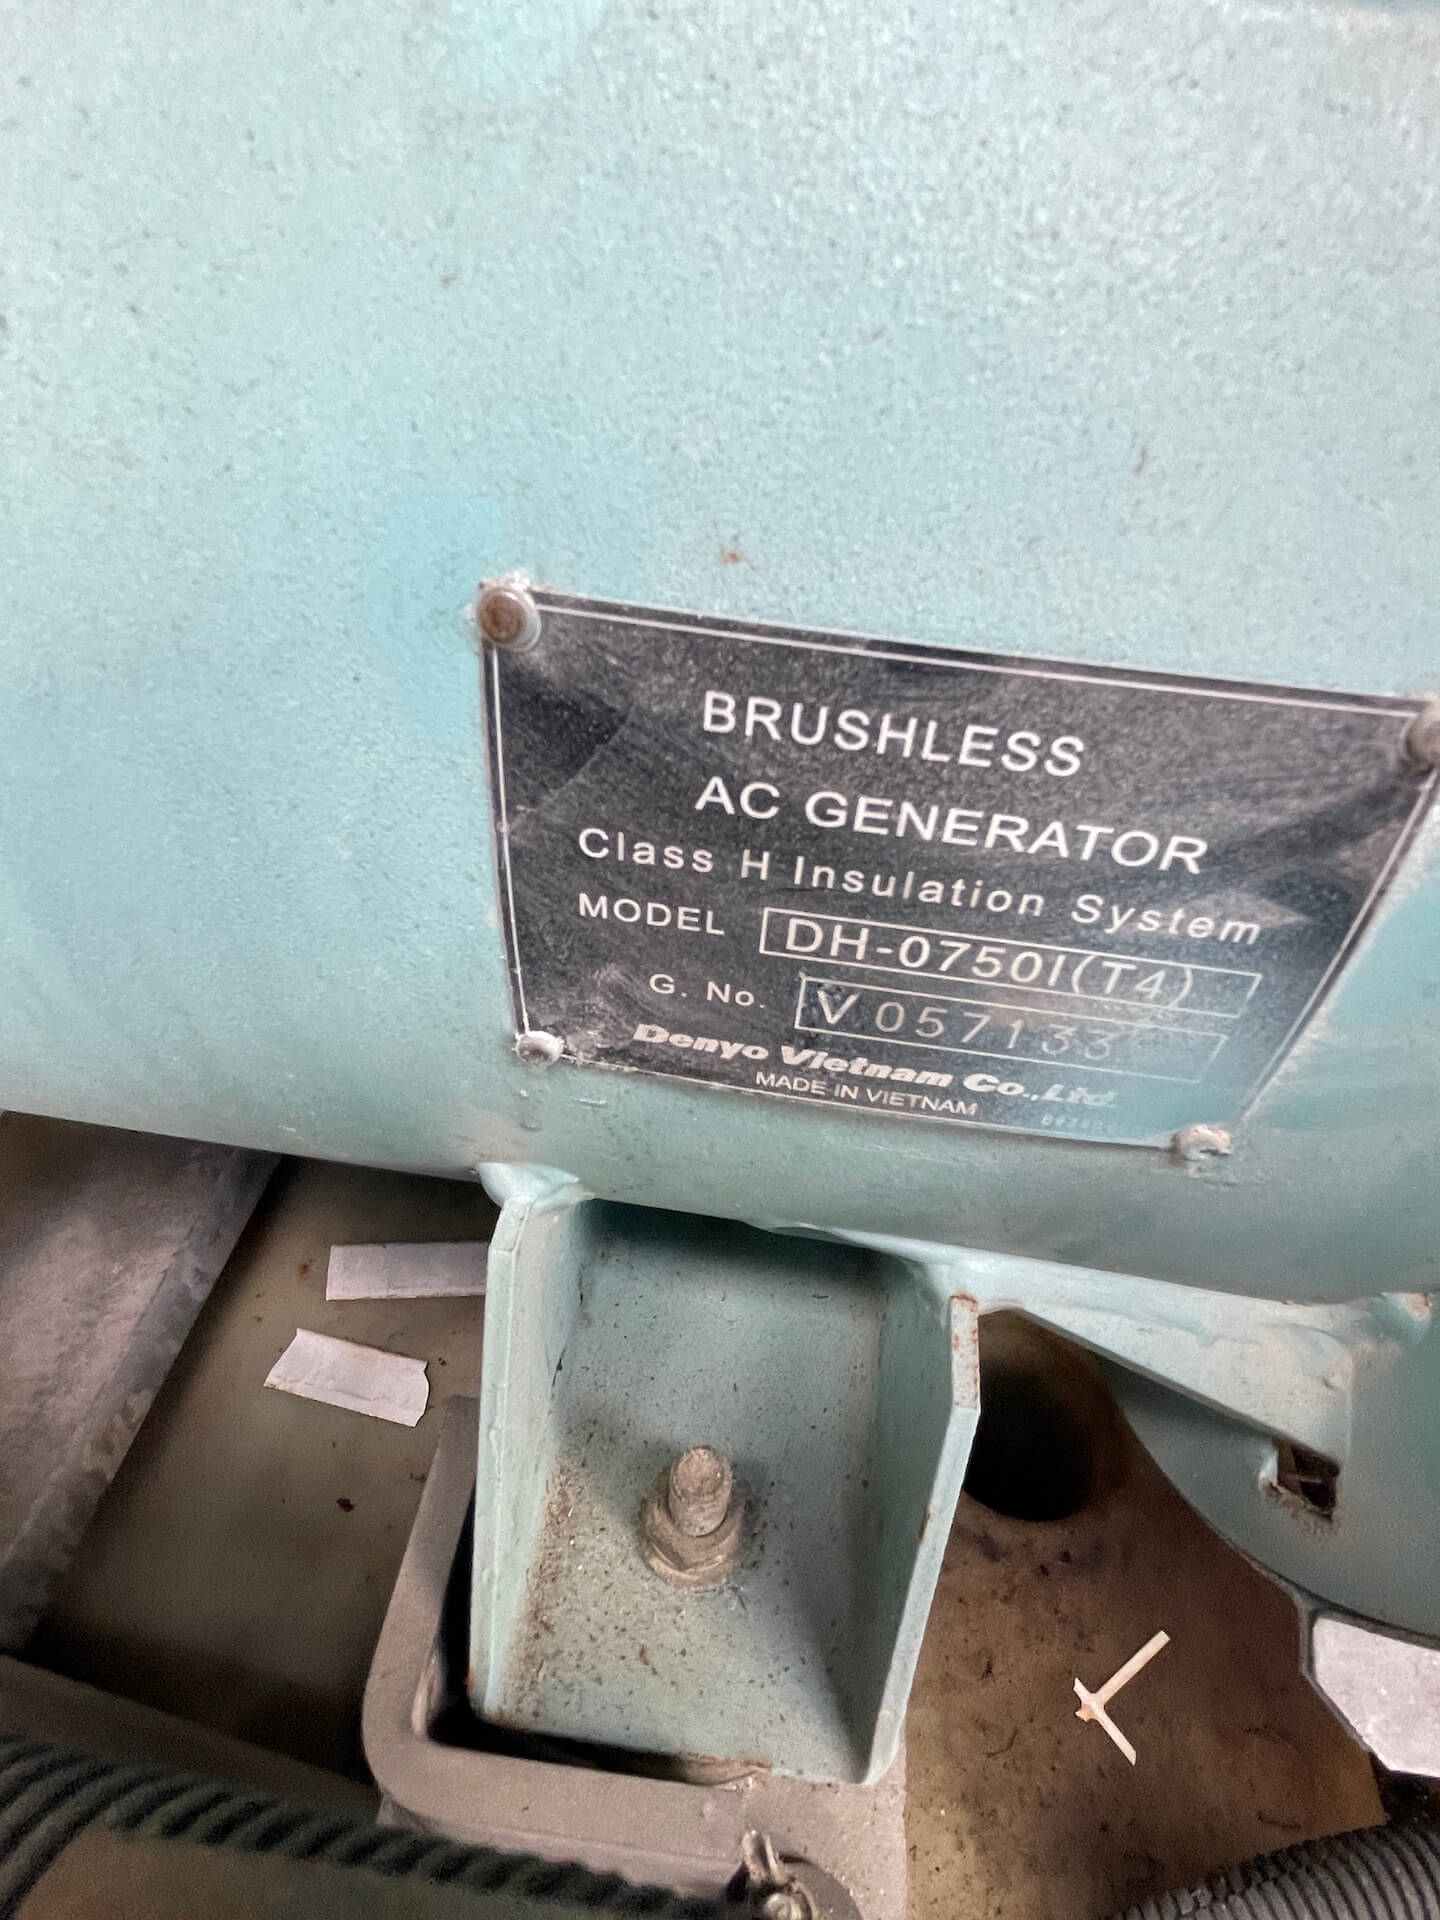 BRUSHLESS
AC GENERATOR
Class H Insulation System
MODEL DH-0750I(T4)
G. No. V057133
Denyo Vietnam Co.,Ltd.
MADE IN VIETNAM